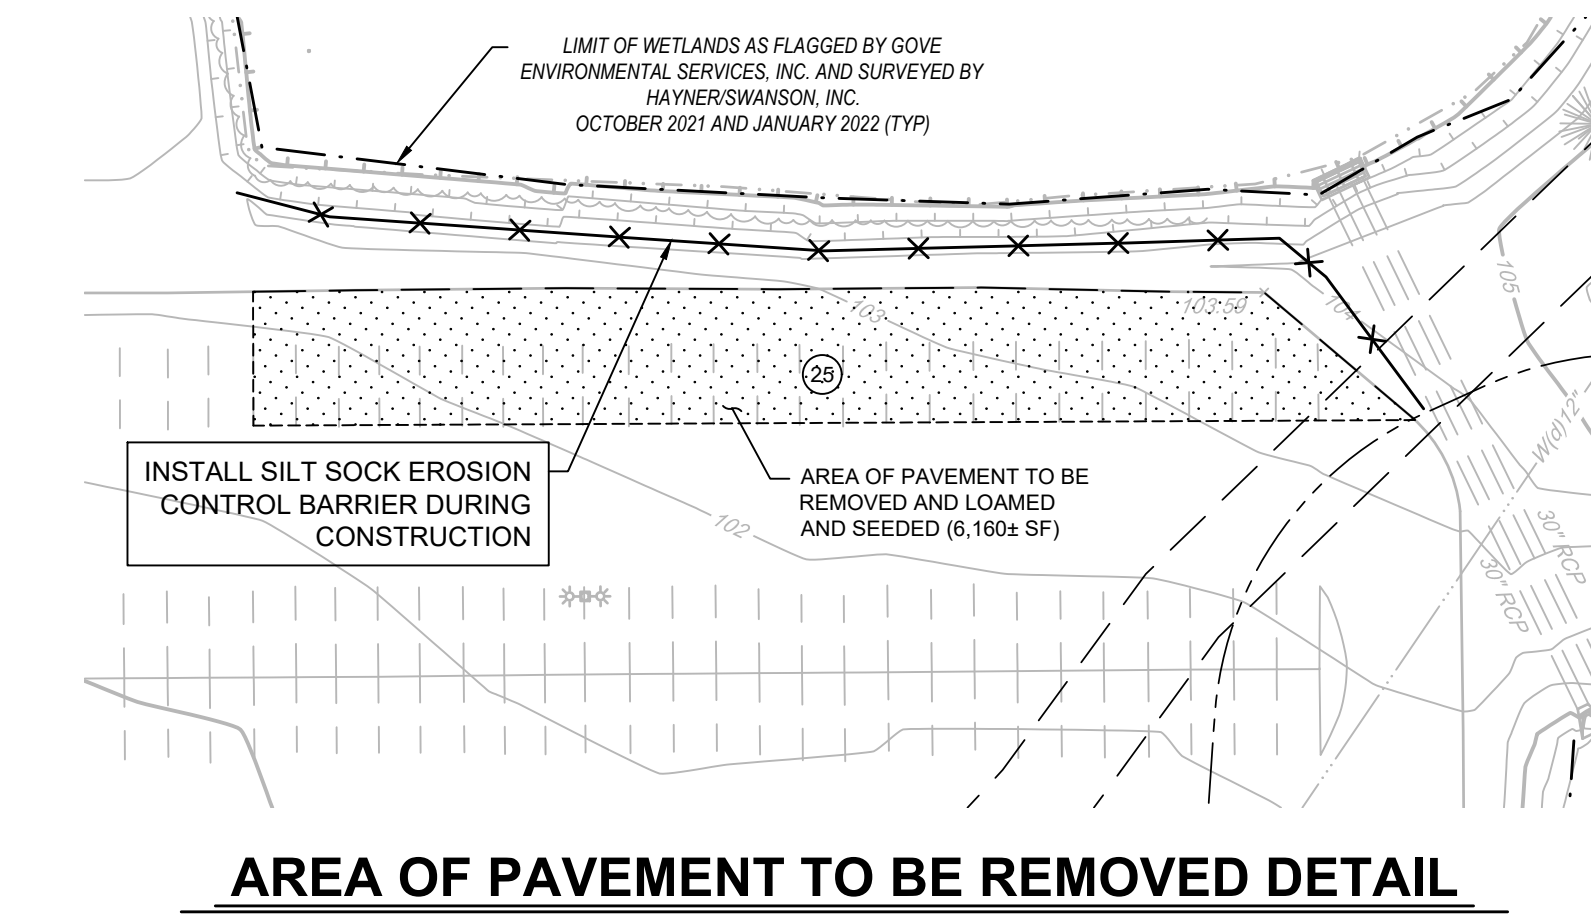 LIMIT OF WETLANDS AS FLAGGED BY GOVE
ENVIRONMENTAL SERVICES, INC. AND SURVEYED BY
HAYNER/SWANSON, INC.
OCTOBER 2021 AND JANUARY 2022 (TYP)
103
103.59
104
105
25
W(d)12"
INSTALL SILT SOCK EROSION
CONTROL BARRIER DURING
CONSTRUCTION
AREA OF PAVEMENT TO BE
REMOVED AND LOAMED
AND SEEDED (6,160± SF)
102
30" RCP
30" RCP
AREA OF PAVEMENT TO BE REMOVED DETAIL